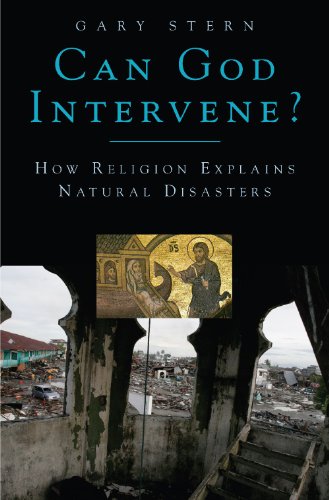 GARY STERN
CAN GOD
INTERVENE?
HOW RELIGION EXPLAINS
NATURAL DISASTERS